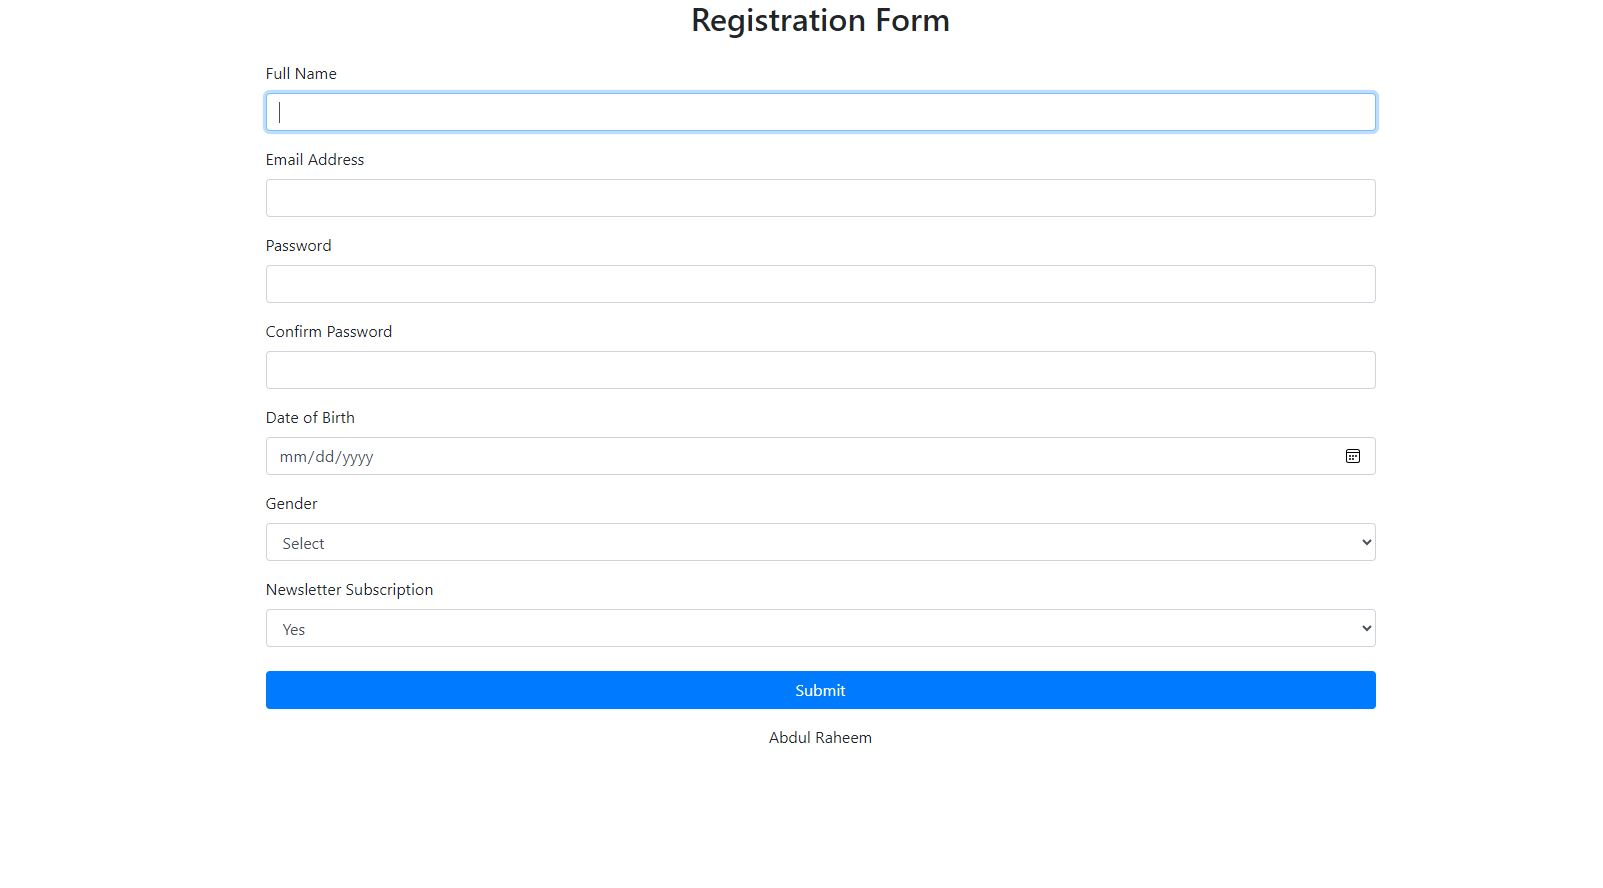 Registration Form
Full Name
Email Address
Password
Confirm Password
Date of Birth
mm/dd/yyyy
Gender
Select
Newsletter Subscription
Yes
Submit
Abdul Raheem